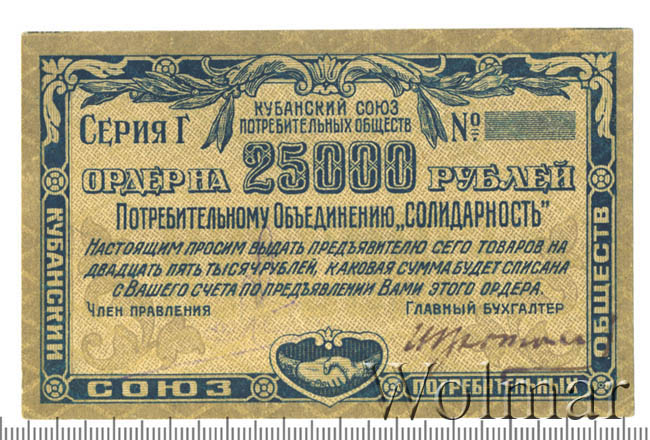 КУБАНСКИЙ СОЮЗ
ПОТРЕБИТЕЛЬНЫХ ОБЩЕСТВ
СЕРИЯ Г
№
ОРДЕР НА 25000 РУБЛЕЙ
ПОТРЕБИТЕЛЬНОМУ ОБЪЕДИНЕНИЮ „СОЛИДАРНОСТЬ"
НАСТОЯЩИМ ПРОСИМ ВЫДАТЬ ПРЕДЪЯВИТЕЛЮ СЕГО ТОВАРОВ НА
ДВАДЦАТЬ ПЯТЬ ТЫСЯЧ РУБЛЕЙ, КАКОВАЯ СУММА БУДЕТ СПИСАНА
С ВАШЕГО СЧЕТА ПО ПРЕДЪЯВЛЕНИИ ВАМИ ЭТОГО ОРДЕРА.
ЧЛЕН ПРАВЛЕНИЯ
ГЛАВНЫЙ БУХГАЛТЕР
КУБАНСКИЙ
СОЮЗ
ПОТРЕБИТЕЛЬНЫХ
ОБЩЕСТВ
Wolmar